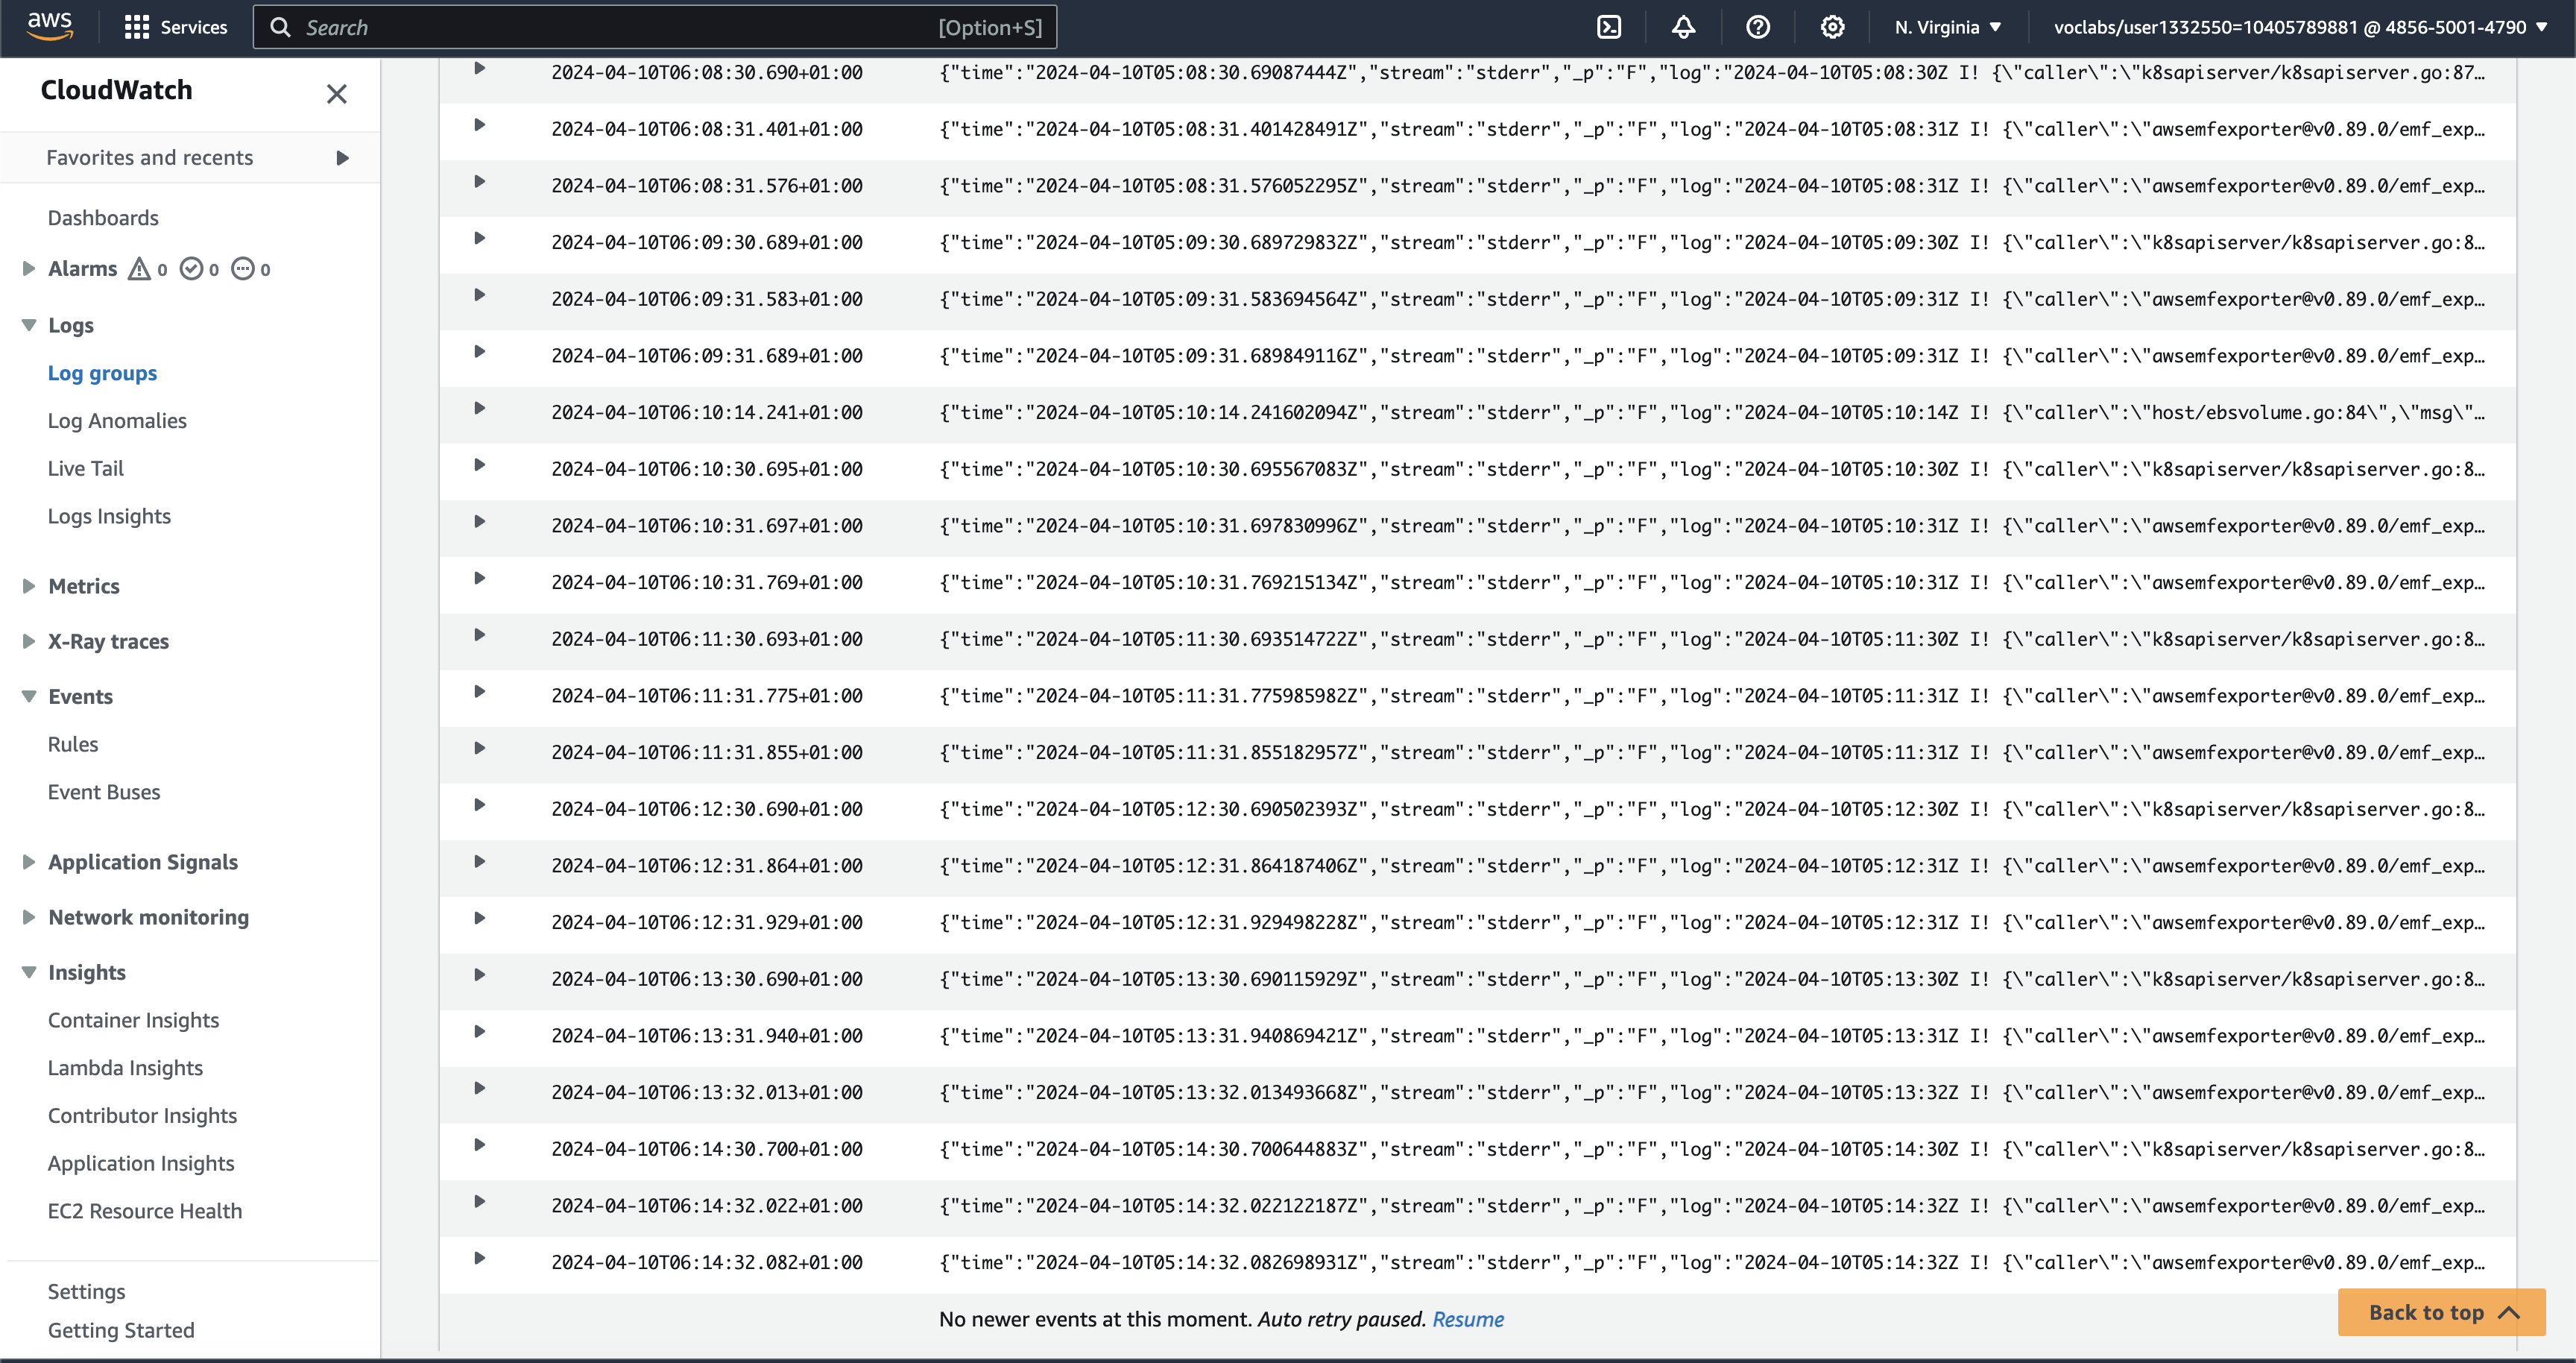 aws
Services
Search
[Option+S]
N. Virginia
voclabs/user1332550=10405789881 @ 4856-5001-4790
CloudWatch
Favorites and recents
Dashboards
Alarms 0 0 0
Logs
Log groups
Log Anomalies
Live Tail
Logs Insights
Metrics
X-Ray traces
Events
Rules
Event Buses
Application Signals
Network monitoring
Insights
Container Insights
Lambda Insights
Contributor Insights
Application Insights
EC2 Resource Health
Settings
Getting Started
2024-04-10T06:08:30.690+01:00 {"time":"2024-04-10T05:08:30.69087444Z","stream":"stderr","_p":"F","log":"2024-04-10T05:08:30Z I! {\"caller\":\"k8sapiserver/k8sapiserver.go:87…
2024-04-10T06:08:31.401+01:00 {"time":"2024-04-10T05:08:31.401428491Z","stream":"stderr","_p":"F","log":"2024-04-10T05:08:31Z I! {\"caller\":\"awsemfexporter@v0.89.0/emf_exp…
2024-04-10T06:08:31.576+01:00 {"time":"2024-04-10T05:08:31.576052295Z","stream":"stderr","_p":"F","log":"2024-04-10T05:08:31Z I! {\"caller\":\"awsemfexporter@v0.89.0/emf_exp…
2024-04-10T06:09:30.689+01:00 {"time":"2024-04-10T05:09:30.689729832Z","stream":"stderr","_p":"F","log":"2024-04-10T05:09:30Z I! {\"caller\":\"k8sapiserver/k8sapiserver.go:8…
2024-04-10T06:09:31.583+01:00 {"time":"2024-04-10T05:09:31.583694564Z","stream":"stderr","_p":"F","log":"2024-04-10T05:09:31Z I! {\"caller\":\"awsemfexporter@v0.89.0/emf_exp…
2024-04-10T06:09:31.689+01:00 {"time":"2024-04-10T05:09:31.689849116Z","stream":"stderr","_p":"F","log":"2024-04-10T05:09:31Z I! {\"caller\":\"awsemfexporter@v0.89.0/emf_exp…
2024-04-10T06:10:14.241+01:00 {"time":"2024-04-10T05:10:14.241602094Z","stream":"stderr","_p":"F","log":"2024-04-10T05:10:14Z I! {\"caller\":\"host/ebsvolume.go:84\",\"msg\"…
2024-04-10T06:10:30.695+01:00 {"time":"2024-04-10T05:10:30.695567083Z","stream":"stderr","_p":"F","log":"2024-04-10T05:10:30Z I! {\"caller\":\"k8sapiserver/k8sapiserver.go:8…
2024-04-10T06:10:31.697+01:00 {"time":"2024-04-10T05:10:31.697830996Z","stream":"stderr","_p":"F","log":"2024-04-10T05:10:31Z I! {\"caller\":\"awsemfexporter@v0.89.0/emf_exp…
2024-04-10T06:10:31.769+01:00 {"time":"2024-04-10T05:10:31.769215134Z","stream":"stderr","_p":"F","log":"2024-04-10T05:10:31Z I! {\"caller\":\"awsemfexporter@v0.89.0/emf_exp…
2024-04-10T06:11:30.693+01:00 {"time":"2024-04-10T05:11:30.693514722Z","stream":"stderr","_p":"F","log":"2024-04-10T05:11:30Z I! {\"caller\":\"k8sapiserver/k8sapiserver.go:8…
2024-04-10T06:11:31.775+01:00 {"time":"2024-04-10T05:11:31.775985982Z","stream":"stderr","_p":"F","log":"2024-04-10T05:11:31Z I! {\"caller\":\"awsemfexporter@v0.89.0/emf_exp…
2024-04-10T06:11:31.855+01:00 {"time":"2024-04-10T05:11:31.855182957Z","stream":"stderr","_p":"F","log":"2024-04-10T05:11:31Z I! {\"caller\":\"awsemfexporter@v0.89.0/emf_exp…
2024-04-10T06:12:30.690+01:00 {"time":"2024-04-10T05:12:30.690502393Z","stream":"stderr","_p":"F","log":"2024-04-10T05:12:30Z I! {\"caller\":\"k8sapiserver/k8sapiserver.go:8…
2024-04-10T06:12:31.864+01:00 {"time":"2024-04-10T05:12:31.864187406Z","stream":"stderr","_p":"F","log":"2024-04-10T05:12:31Z I! {\"caller\":\"awsemfexporter@v0.89.0/emf_exp…
2024-04-10T06:12:31.929+01:00 {"time":"2024-04-10T05:12:31.929498228Z","stream":"stderr","_p":"F","log":"2024-04-10T05:12:31Z I! {\"caller\":\"awsemfexporter@v0.89.0/emf_exp…
2024-04-10T06:13:30.690+01:00 {"time":"2024-04-10T05:13:30.690115929Z","stream":"stderr","_p":"F","log":"2024-04-10T05:13:30Z I! {\"caller\":\"k8sapiserver/k8sapiserver.go:8…
2024-04-10T06:13:31.940+01:00 {"time":"2024-04-10T05:13:31.940869421Z","stream":"stderr","_p":"F","log":"2024-04-10T05:13:31Z I! {\"caller\":\"awsemfexporter@v0.89.0/emf_exp…
2024-04-10T06:13:32.013+01:00 {"time":"2024-04-10T05:13:32.013493668Z","stream":"stderr","_p":"F","log":"2024-04-10T05:13:32Z I! {\"caller\":\"awsemfexporter@v0.89.0/emf_exp…
2024-04-10T06:14:30.700+01:00 {"time":"2024-04-10T05:14:30.700644883Z","stream":"stderr","_p":"F","log":"2024-04-10T05:14:30Z I! {\"caller\":\"k8sapiserver/k8sapiserver.go:8…
2024-04-10T06:14:32.022+01:00 {"time":"2024-04-10T05:14:32.022122187Z","stream":"stderr","_p":"F","log":"2024-04-10T05:14:32Z I! {\"caller\":\"awsemfexporter@v0.89.0/emf_exp…
2024-04-10T06:14:32.082+01:00 {"time":"2024-04-10T05:14:32.082698931Z","stream":"stderr","_p":"F","log":"2024-04-10T05:14:32Z I! {\"caller\":\"awsemfexporter@v0.89.0/emf_exp…
No newer events at this moment. Auto retry paused. Resume
Back to top